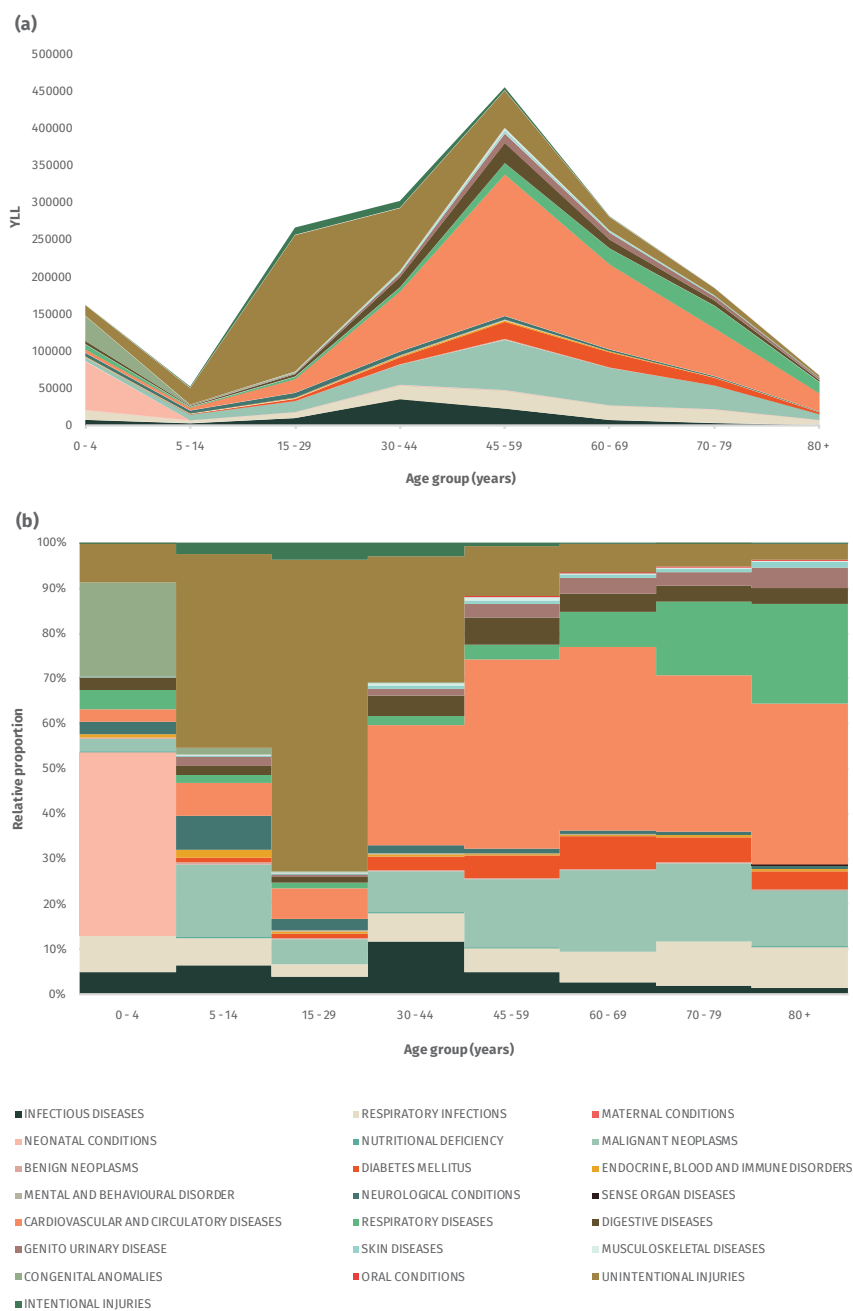 (a)
500000
450000
400000
350000
300000
250000
200000
150000
100000
50000
0
YLL
0 - 4 5 - 14 15 - 29 30 - 44 45 - 59 60 - 69 70 - 79 80 +
Age group (years)
(b)
100%
90%
80%
70%
60%
50%
40%
30%
20%
10%
0%
Relative proportion
0 - 4 5 - 14 15 - 29 30 - 44 45 - 59 60 - 69 70 - 79 80 +
Age group (years)
INFECTIOUS DISEASES RESPIRATORY INFECTIONS MATERNAL CONDITIONS
NEONATAL CONDITIONS NUTRITIONAL DEFICIENCY MALIGNANT NEOPLASMS
BENIGN NEOPLASMS DIABETES MELLITUS ENDOCRINE, BLOOD AND IMMUNE DISORDERS
MENTAL AND BEHAVIOURAL DISORDER NEUROLOGICAL CONDITIONS SENSE ORGAN DISEASES
CARDIOVASCULAR AND CIRCULATORY DISEASES RESPIRATORY DISEASES DIGESTIVE DISEASES
GENITO URINARY DISEASE SKIN DISEASES MUSCULOSKELETAL DISEASES
CONGENITAL ANOMALIES ORAL CONDITIONS UNINTENTIONAL INJURIES
INTENTIONAL INJURIES